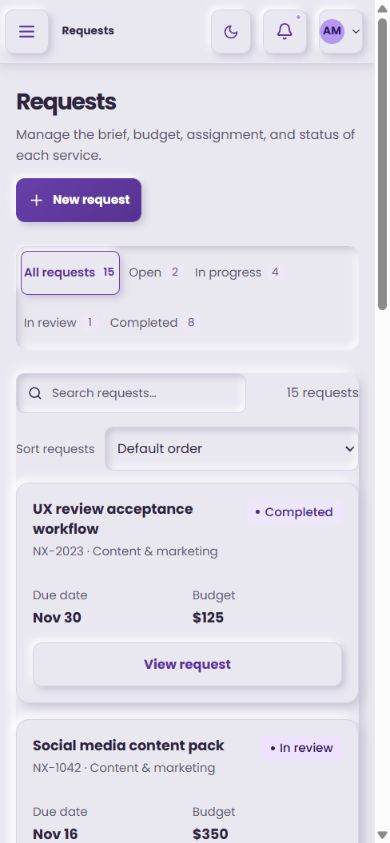 Requests
AM
Requests
Manage the brief, budget, assignment, and status of
each service.
+ New request
All requests 15 Open 2 In progress 4
In review 1 Completed 8
Search requests... 15 requests
Sort requests Default order
UX review acceptance
workflow
• Completed
NX-2023 · Content & marketing
Due date Budget
Nov 30 $125
View request
Social media content pack • In review
NX-1042 · Content & marketing
Due date Budget
Nov 16 $350